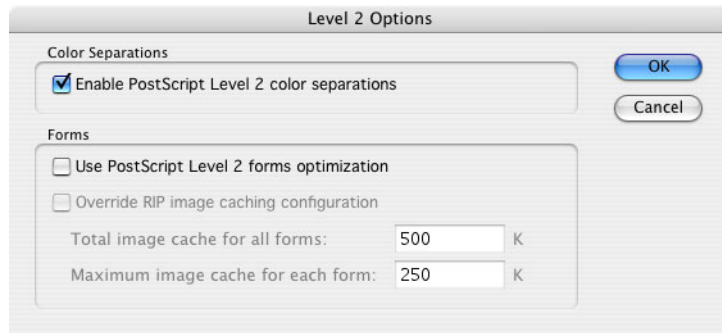 Level 2 Options
Color Separations
Enable PostScript Level 2 color separations
OK
Cancel
Forms
Use PostScript Level 2 forms optimization
Override RIP image caching configuration
Total image cache for all forms: 500 K
Maximum image cache for each form: 250 K